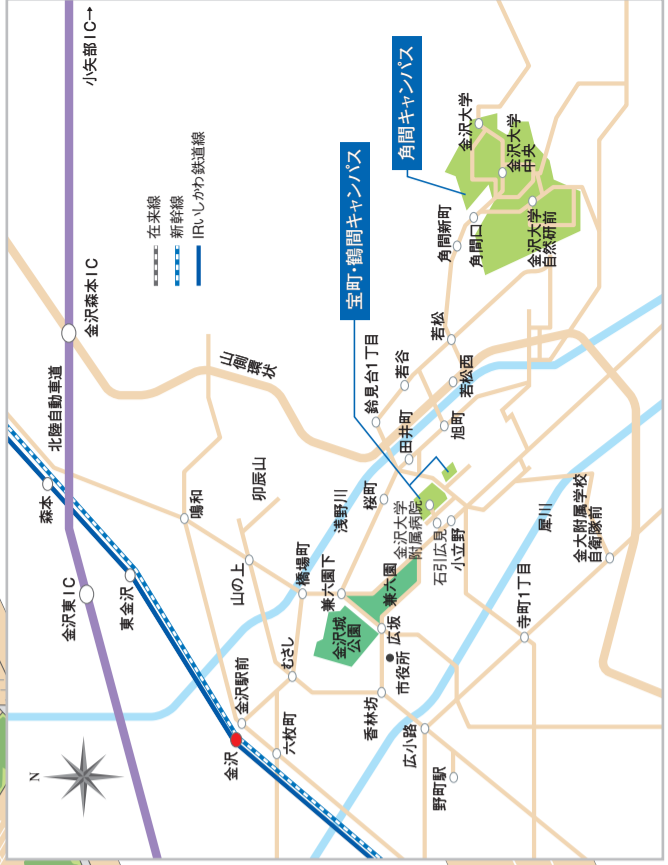 小矢部IC→
在来線
新幹線
IRいしかわ鉄道線
角間キャンパス
宝町・鶴間キャンパス
金沢大学
金沢大学
中央
角間新町
角間口
金沢大学
自然研前
金沢森本IC
北陸自動車道
山側
環状
鈴見台1丁目
若谷
若松
若松西
田井町
旭町
森本
鳴和
卯辰山
浅野川
桜町
金沢大学
附属病院
石引広見
小立野
犀川
金大附属学校
自衛隊前
金沢東IC
東金沢
山の上
橋場町
兼六園下
兼六園
金沢城
公園
広坂
市役所
寺町1丁目
むさし
金沢駅前
金沢
六枚町
香林坊
広小路
野町駅
N